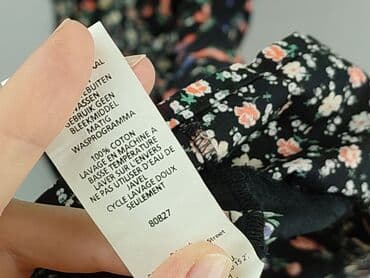 BUITEN
WASSEN
GEBRUIK GEEN
BLEEKMIDDEL
MATIG
WASPROGRAMMA
100% COTON
LAVAGE EN MACHINE A
BASSE TEMPERATURE
LAVER SUR L'ENVERS
NE PAS UTILISER D'EAU DE
JAVEL
CYCLE LAVAGE DOUX
SEULEMENT
80827
Street